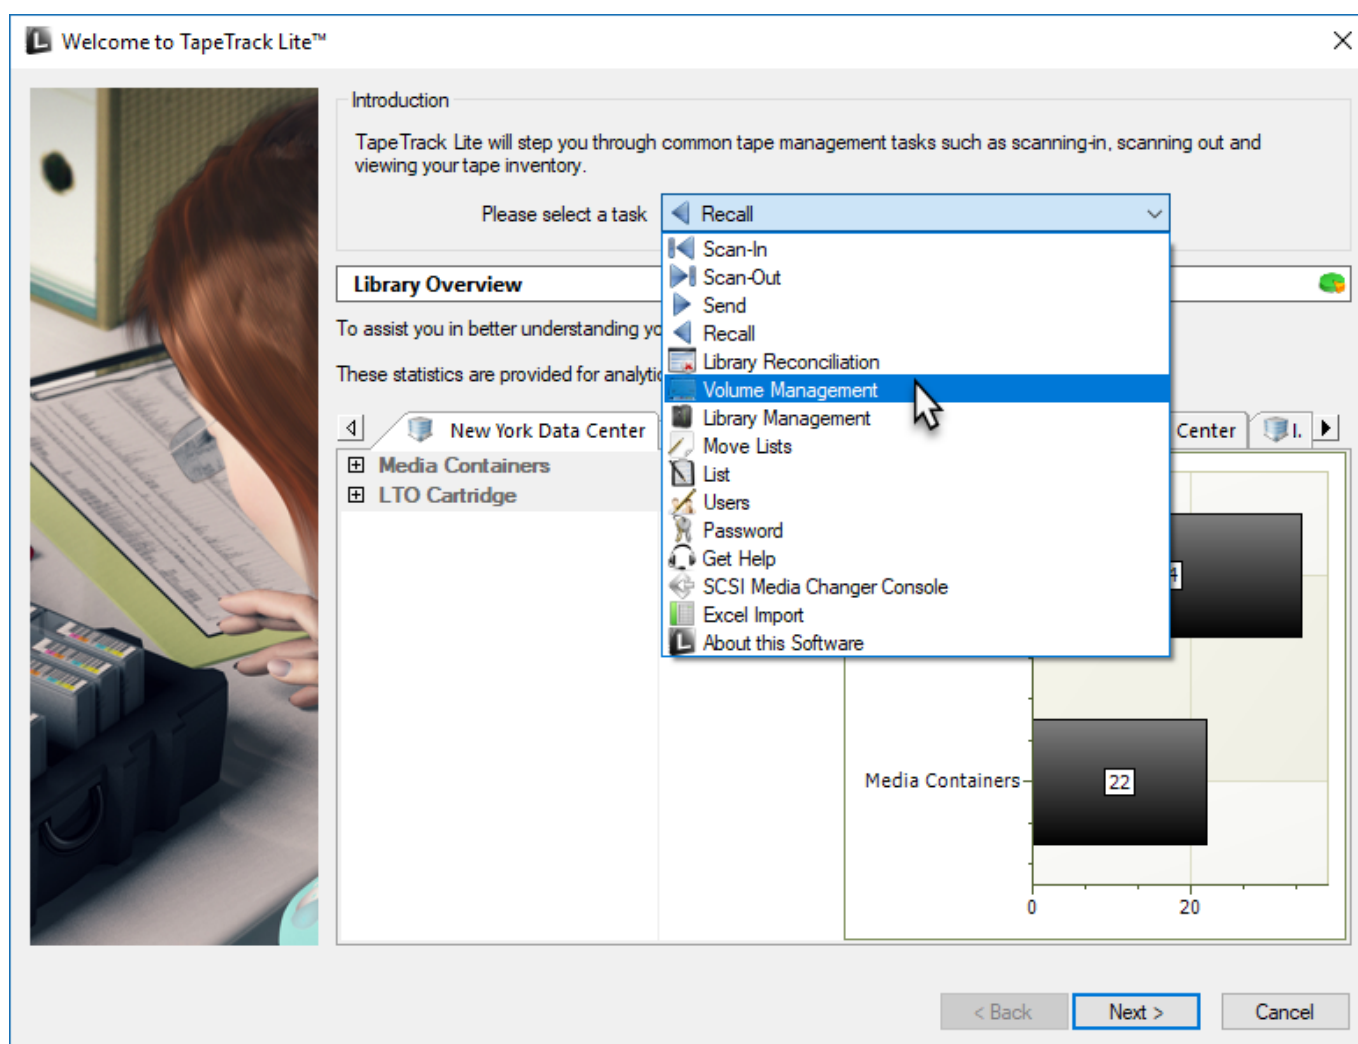 Welcome to TapeTrack Lite™
Introduction
TapeTrack Lite will step you through common tape management tasks such as scanning-in, scanning out and
viewing your tape inventory.
Please select a task
Recall
Scan-In
Scan-Out
Send
Recall
Library Reconciliation
Volume Management
Library Management
Move Lists
List
Users
Password
Get Help
SCSI Media Changer Console
Excel Import
About this Software
Library Overview
To assist you in better understanding
These statistics are provided for
New York Data Center
Center
Media Containers
LTO Cartridge
Media Containers
22
0
20
< Back
Next >
Cancel